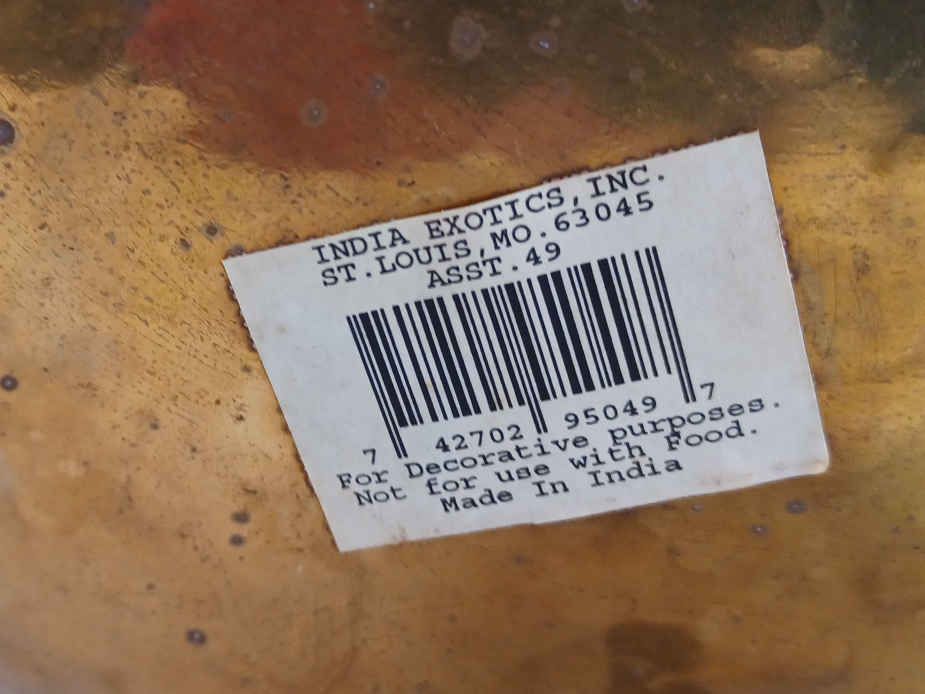 INDIA EXOTICS, INC.
ST.LOUIS, MO.63045
ASST.49
7 42702 95049 7
For Decorative purposes.
Not for use with Food.
Made In India